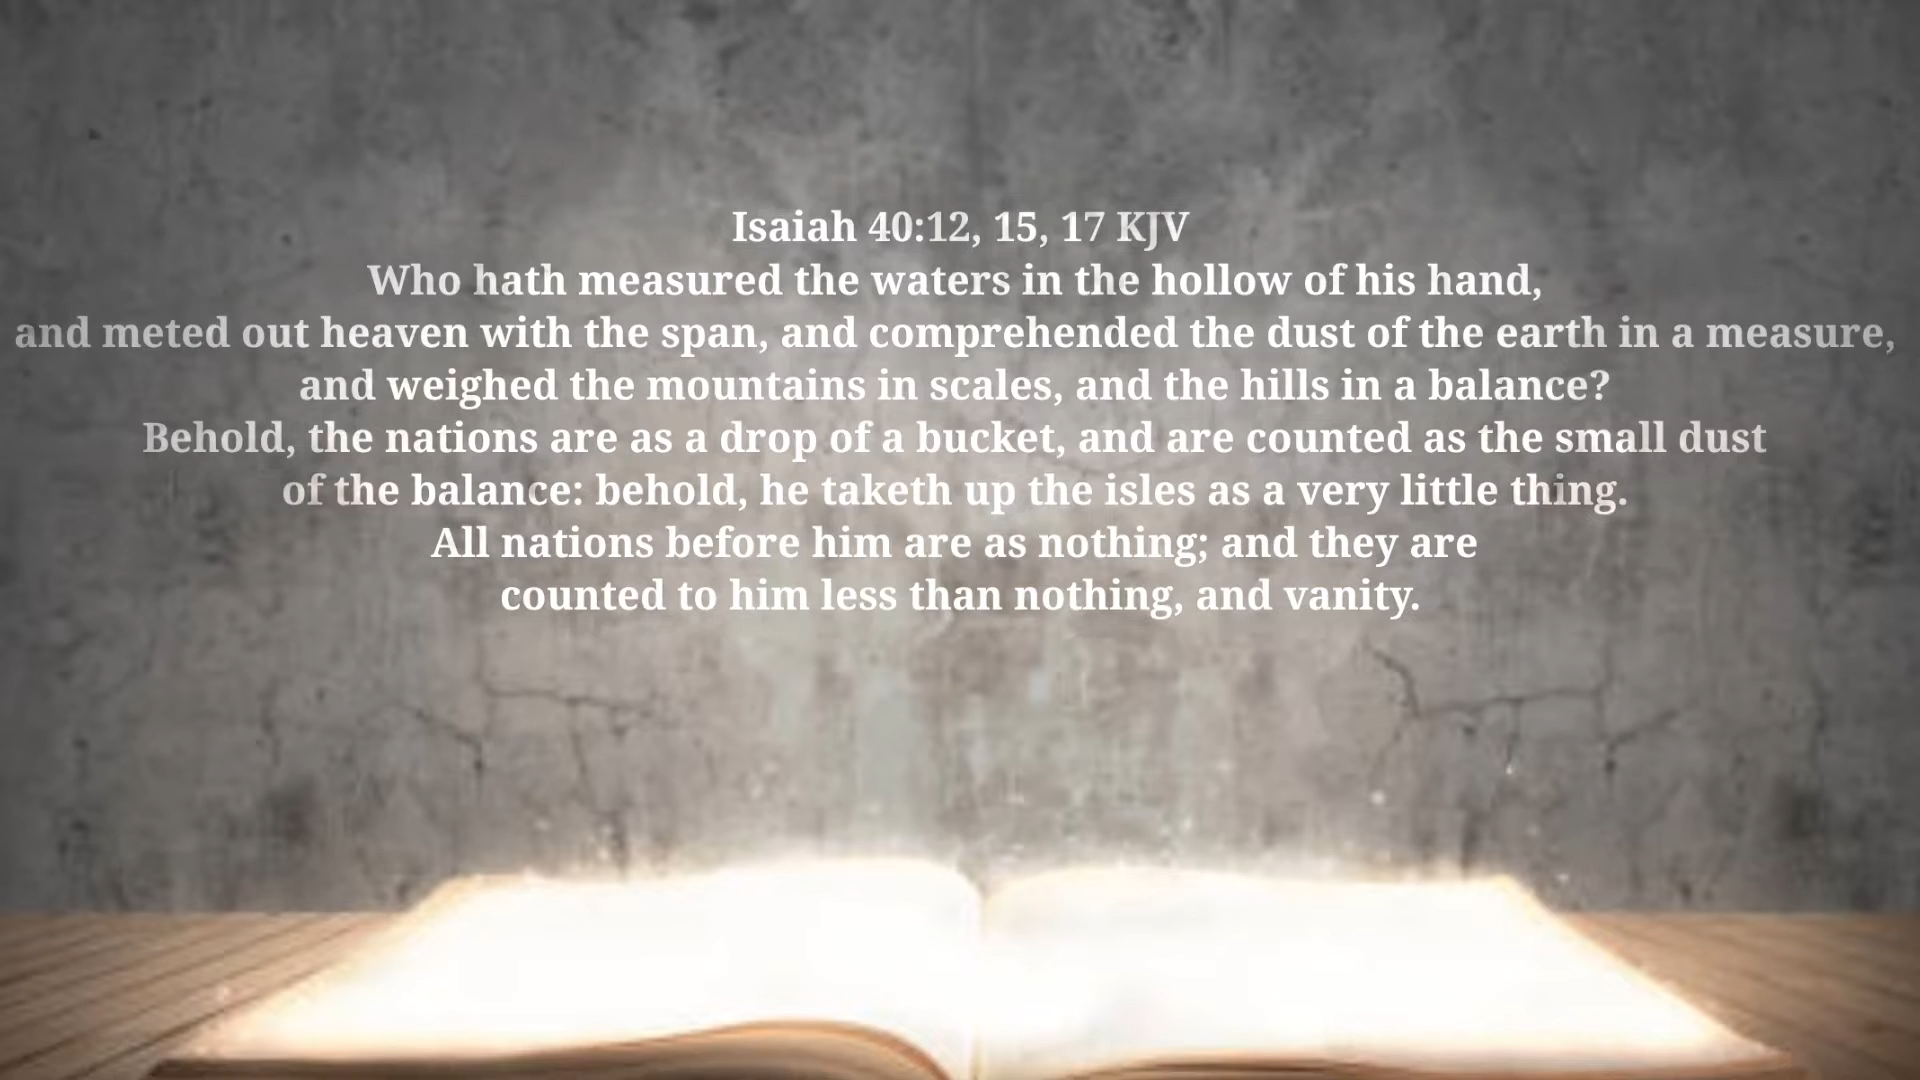 Isaiah 40:12, 15, 17 KJV
Who hath measured the waters in the hollow of his hand,
and meted out heaven with the span, and comprehended the dust of the earth in a measure,
and weighed the mountains in scales, and the hills in a balance?
Behold, the nations are as a drop of a bucket, and are counted as the small dust
of the balance: behold, he taketh up the isles as a very little thing.
All nations before him are as nothing; and they are
counted to him less than nothing, and vanity.